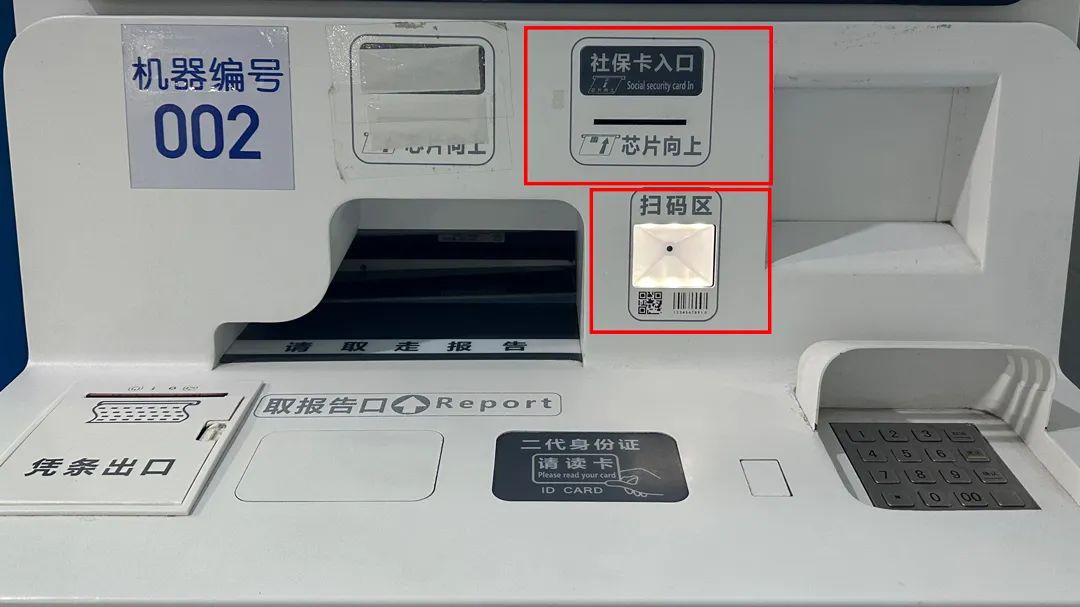 机器编号
002
芯片向上
社保卡入口
Social security card In
芯片向上
扫码区
请取走报告
取报告口 Report
凭条出口
二代身份证
请读卡
Please read your card
ID CARD
1 2 3
4 5 6
7 8 9
* 0 00